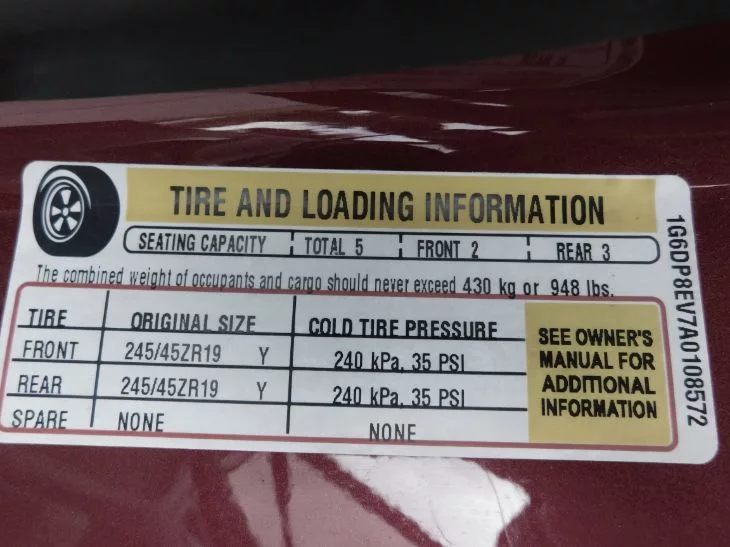 TIRE AND LOADING INFORMATION
SEATING CAPACITY TOTAL 5 FRONT 2 REAR 3
The combined weight of occupants and cargo should never exceed 430 kg or 948 lbs.
TIRE ORIGINAL SIZE COLD TIRE PRESSURE
FRONT 245/45ZR19 Y 240 kPa, 35 PSI
REAR 245/45ZR19 Y 240 kPa, 35 PSI
SPARE NONE NONE
SEE OWNER'S
MANUAL FOR
ADDITIONAL
INFORMATION
1G6DP8EV7A0108572